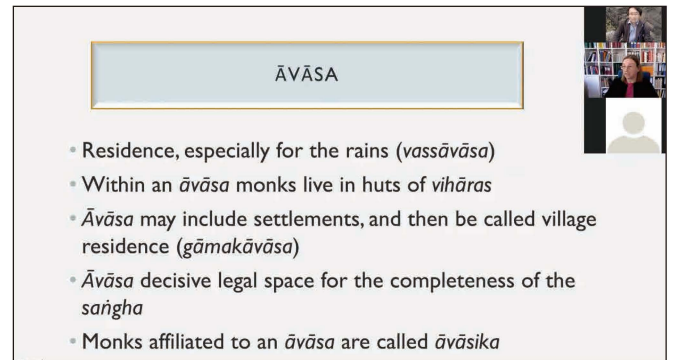 ĀVĀSA
Residence, especially for the rains (vassāvāsa)
Within an āvāsa monks live in huts of vihāras
Āvāsa may include settlements, and then be called village
residence (gāmakāvāsa)
Āvāsa decisive legal space for the completeness of the
saṅgha
Monks affiliated to an āvāsa are called āvāsika